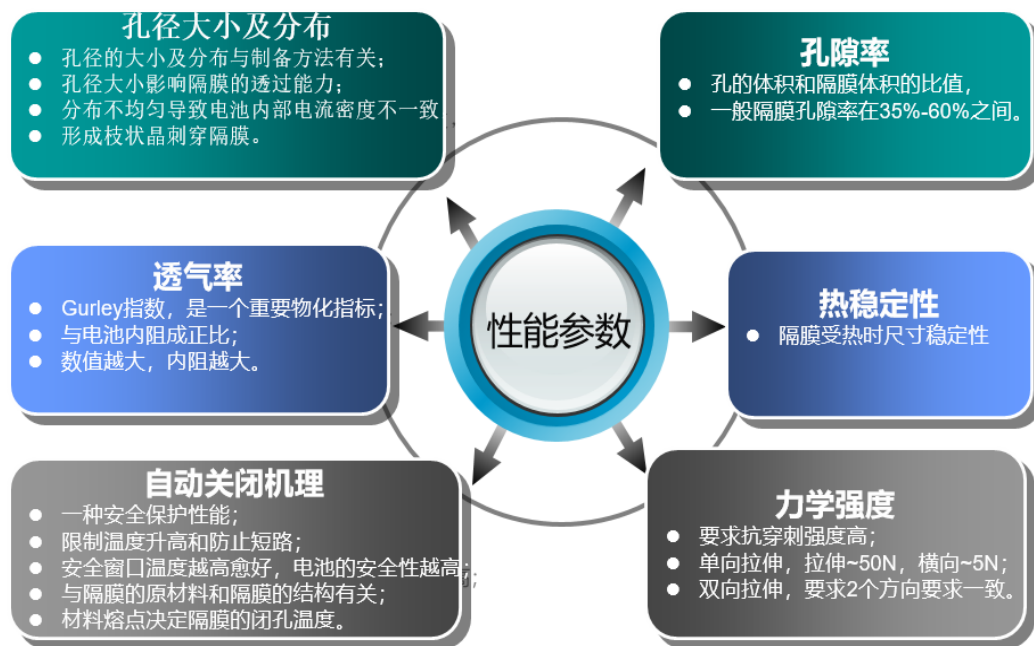 孔径大小及分布
● 孔径的大小及分布与制备方法有关；
● 孔径大小影响隔膜的透过能力；
● 分布不均匀导致电池内部电流密度不一致，
● 形成枝状晶刺穿隔膜。
孔隙率
● 孔的体积和隔膜体积的比值，
● 一般隔膜孔隙率在35%-60%之间。
透气率
● Gurley指数，是一个重要物化指标；
● 与电池内阻成正比；
● 数值越大，内阻越大。
性能参数
热稳定性
● 隔膜受热时尺寸稳定性
自动关闭机理
● 一种安全保护性能；
● 限制温度升高和防止短路；
● 安全窗口温度越高愈好，电池的安全性越高；
● 与隔膜的原材料和隔膜的结构有关；
● 材料熔点决定隔膜的闭孔温度。
力学强度
● 要求抗穿刺强度高；
● 单向拉伸，拉伸~50N，横向~5N；
● 双向拉伸，要求2个方向要求一致。